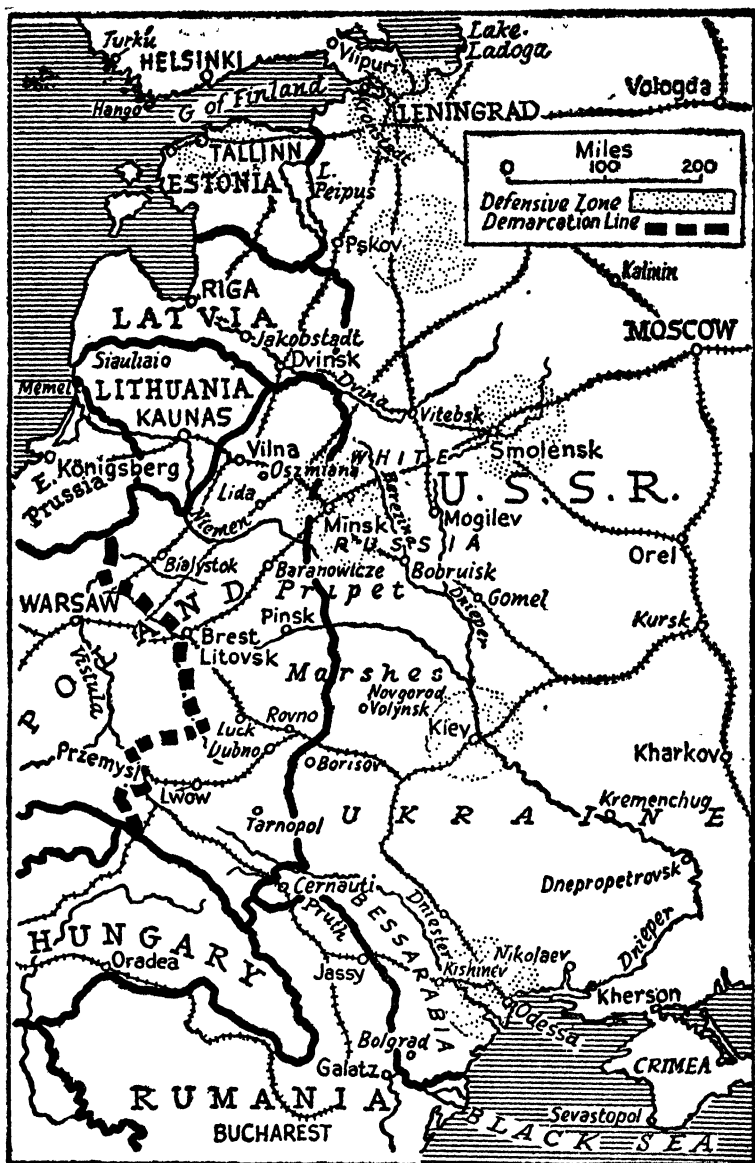 Turku
HELSINKI
Hango
G of Finland
Viipuri
Lake Ladoga
LENINGRAD
Kronstadt
Vologda
TALLINN
ESTONIA
L. Peipus
Miles
0 100 200
Defensive Zone
Demarcation Line
Pskov
Kalinin
RIGA
LATVIA
Jakobstadt
MOSCOW
Siauliai
Dvinsk
Dvina
Memel
LITHUANIA
KAUNAS
Vitebsk
Smolensk
Vilna
Oszmiana
WHITE
E. Prussia
Königsberg
Lida
Niemen
Berezina
U.S.S.R.
Minsk
Mogilev
RUSSIA
Orel
Bialystok
Baranowicze
Bobruisk
Pripet
Dnieper
Gomel
WARSAW
POLAND
Pinsk
Kursk
Brest Litovsk
Vistula
Marshes
Novgorod Volynsk
Kiev
Luck
Rovno
Dubno
Przemysl
Borisov
Kharkov
Lwow
Tarnopol
UKRAINE
Kremenchug
Cernauti
Dnepropetrovsk
BESSARABIA
Dniester
Pruth
HUNGARY
Oradea
Jassy
Kishinev
Nikolaev
Dnieper
Kherson
Odessa
Bolgrad
Galatz
CRIMEA
RUMANIA
BUCHAREST
Sevastopol
BLACK SEA